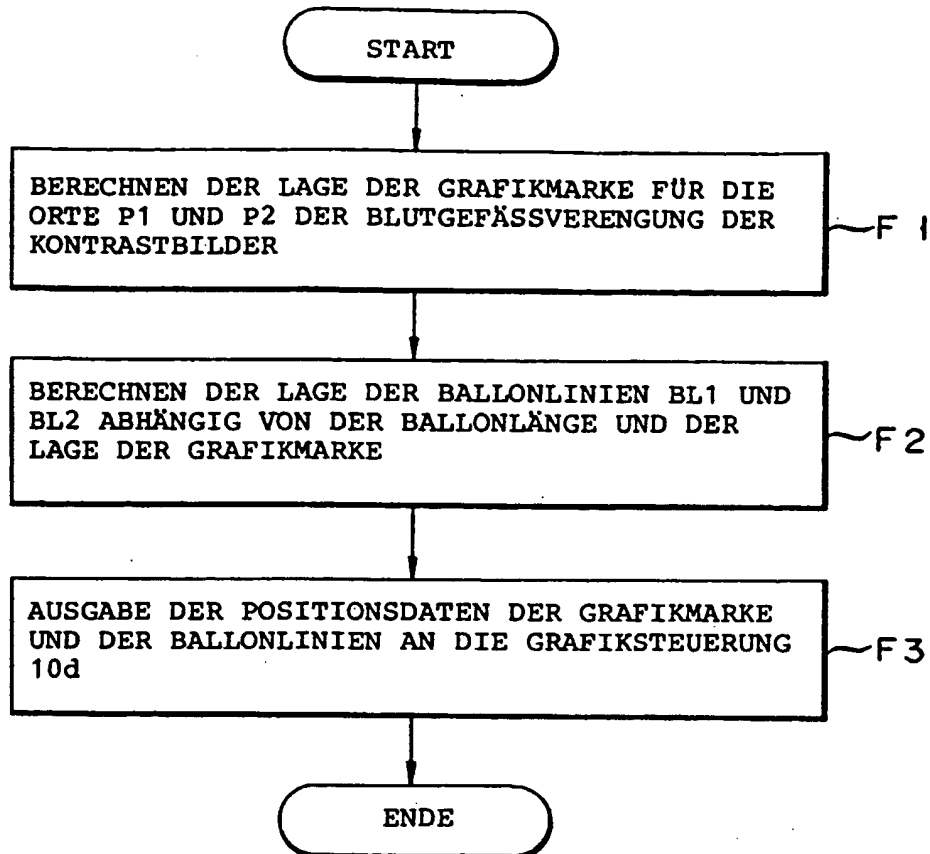 START
BERECHNEN DER LAGE DER GRAFIKMARKE FÜR DIE
ORTE P1 UND P2 DER BLUTGEFÄSSVERENGUNG DER
KONTRASTBILDER
F 1
BERECHNEN DER LAGE DER BALLONLINIEN BL1 UND
BL2 ABHÄNGIG VON DER BALLONLÄNGE UND DER
LAGE DER GRAFIKMARKE
F 2
AUSGABE DER POSITIONSDATEN DER GRAFIKMARKE
UND DER BALLONLINIEN AN DIE GRAFIKSTEUERUNG
10d
F 3
ENDE